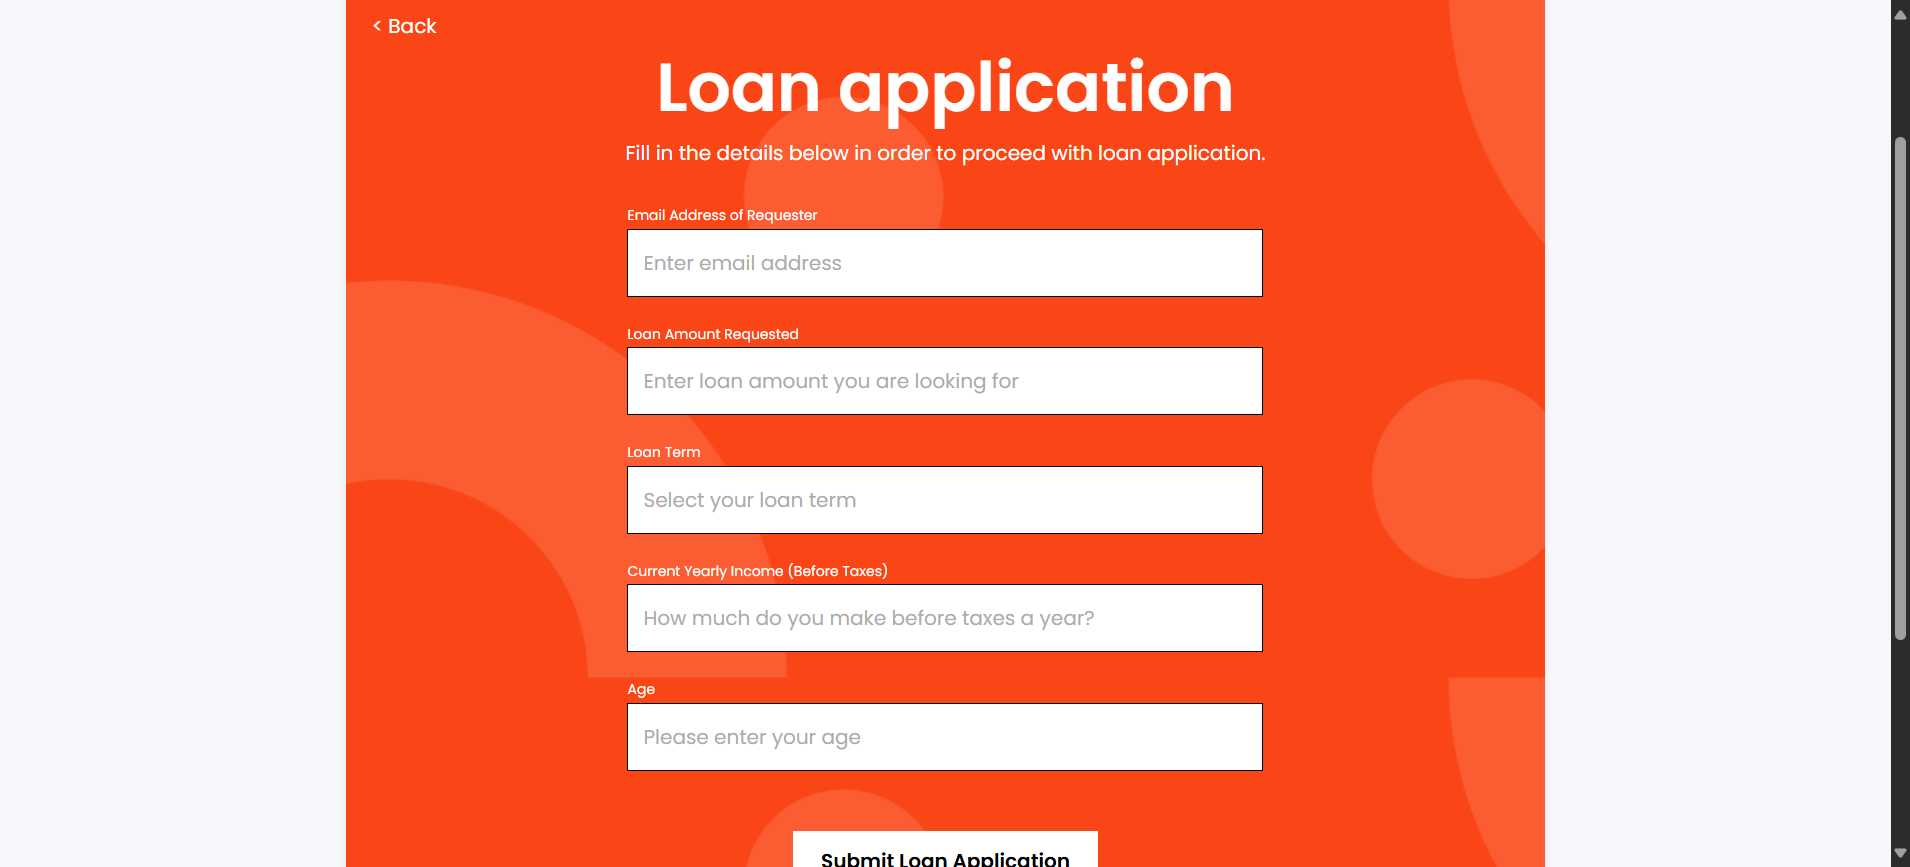 < Back
Loan application
Fill in the details below in order to proceed with loan application.
Email Address of Requester
Enter email address
Loan Amount Requested
Enter loan amount you are looking for
Loan Term
Select your loan term
Current Yearly Income (Before Taxes)
How much do you make before taxes a year?
Age
Please enter your age
Submit Loan Application